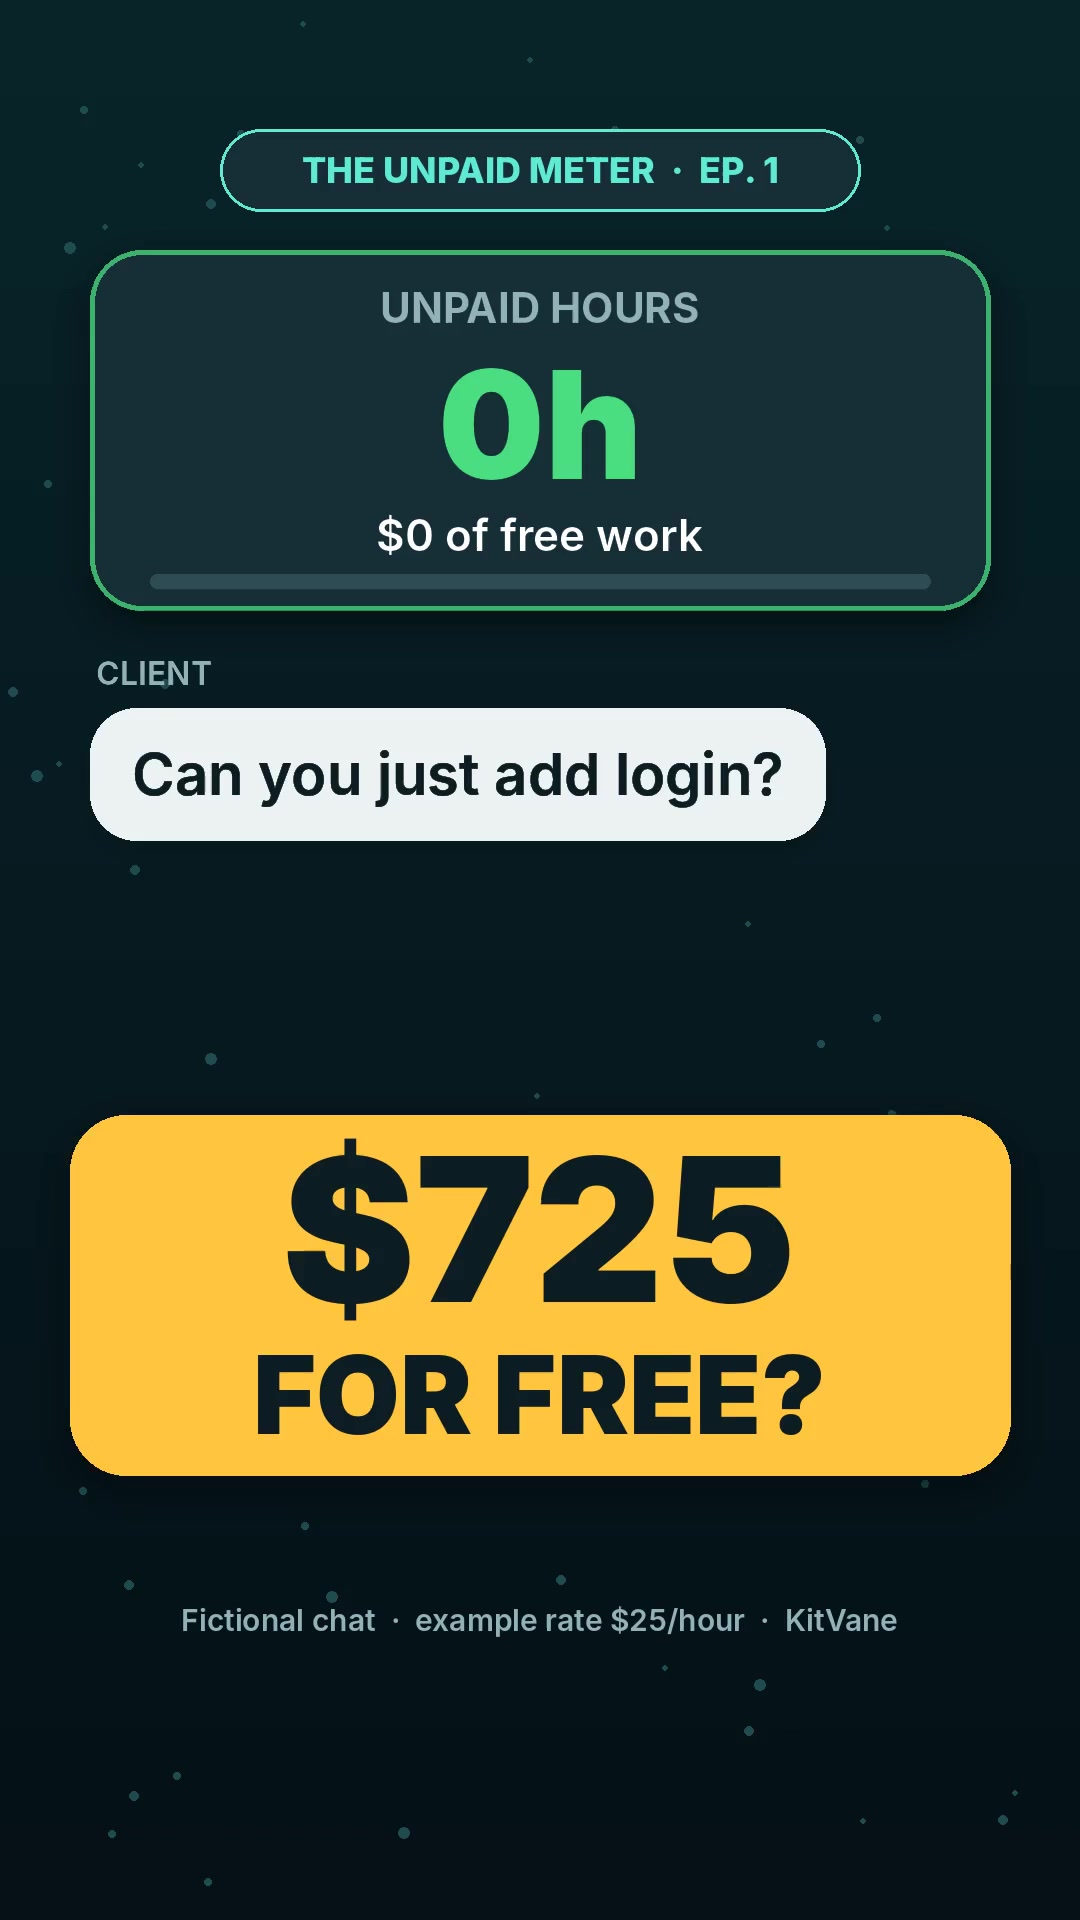 THE UNPAID METER · EP. 1
UNPAID HOURS
0h
$0 of free work
CLIENT
Can you just add login?
$725
FOR FREE?
Fictional chat · example rate $25/hour · KitVane